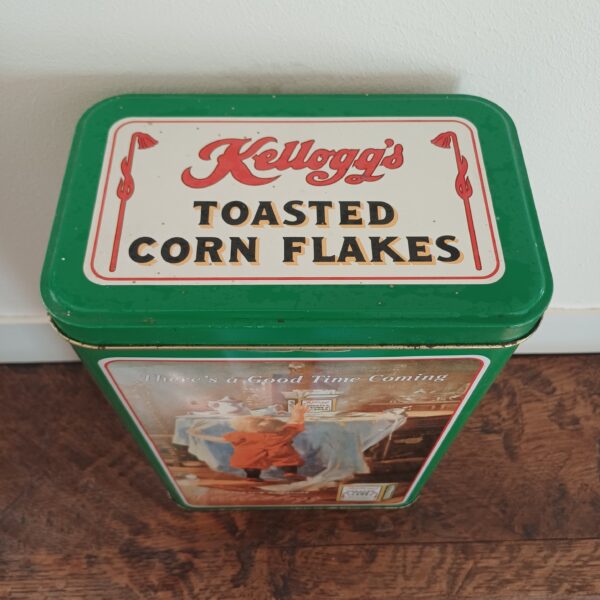 Kellogg's
TOASTED
CORN FLAKES
There's a Good Time Coming